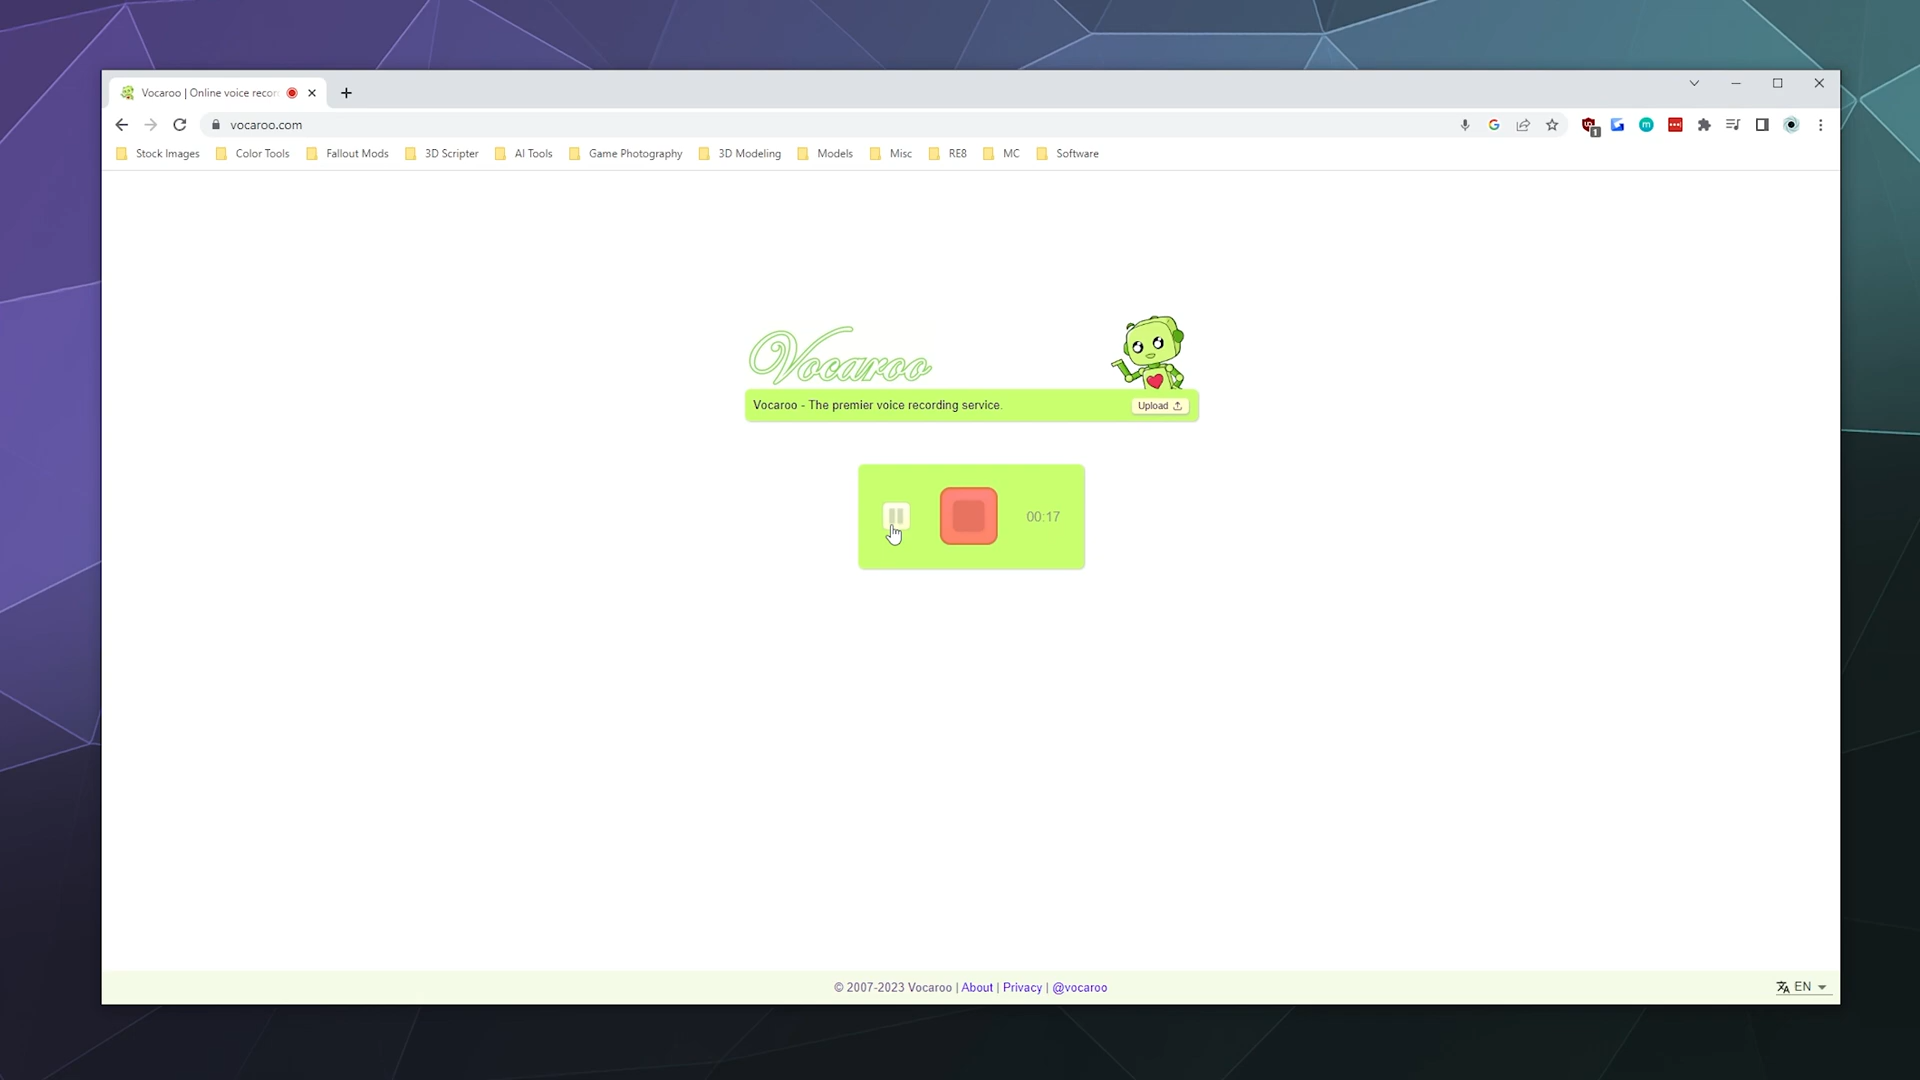 Vocaroo | Online voice recor
vocaroo.com
Stock Images
Color Tools
Fallout Mods
3D Scripter
AI Tools
Game Photography
3D Modeling
Models
Misc
RE8
MC
Software
Vocaroo
Vocaroo - The premier voice recording service.
Upload
00:17
© 2007-2023 Vocaroo | About | Privacy | @vocaroo
EN